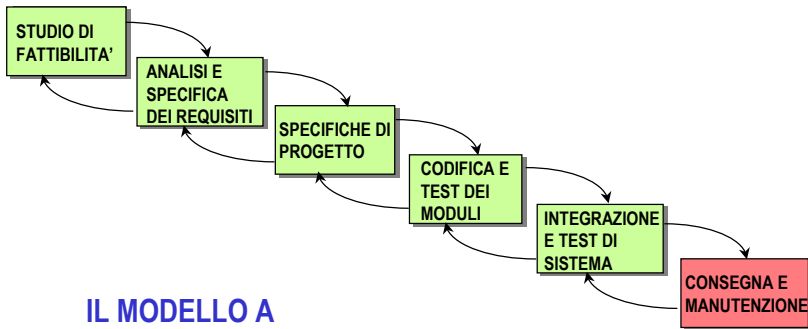 STUDIO DI
FATTIBILITA'
ANALISI E
SPECIFICA
DEI REQUISITI
SPECIFICHE DI
PROGETTO
CODIFICA E
TEST DEI
MODULI
INTEGRAZIONE
E TEST DI
SISTEMA
CONSEGNA E
MANUTENZIONE
IL MODELLO A